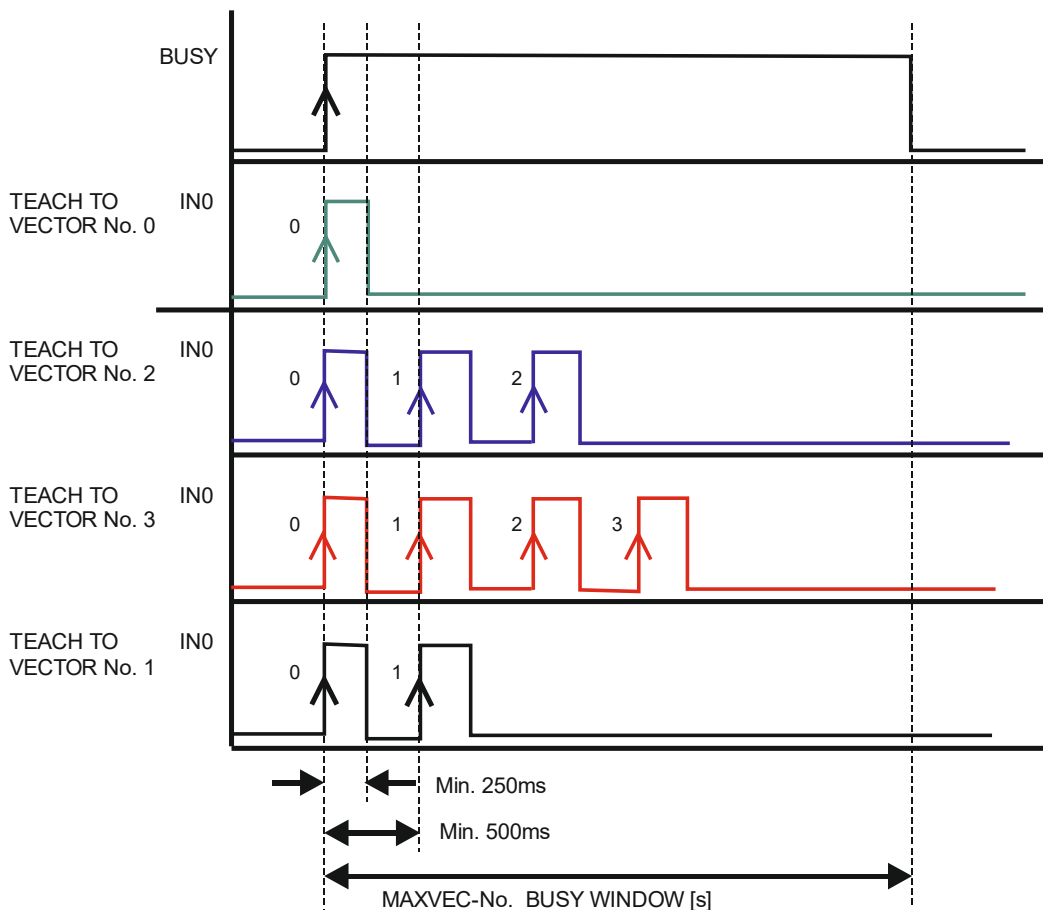 BUSY
TEACH TO IN0
VECTOR No. 0
0
TEACH TO IN0
VECTOR No. 2
0 1 2
TEACH TO IN0
VECTOR No. 3
0 1 2 3
TEACH TO IN0
VECTOR No. 1
0 1
Min. 250ms
Min. 500ms
MAXVEC-No. BUSY WINDOW [s]